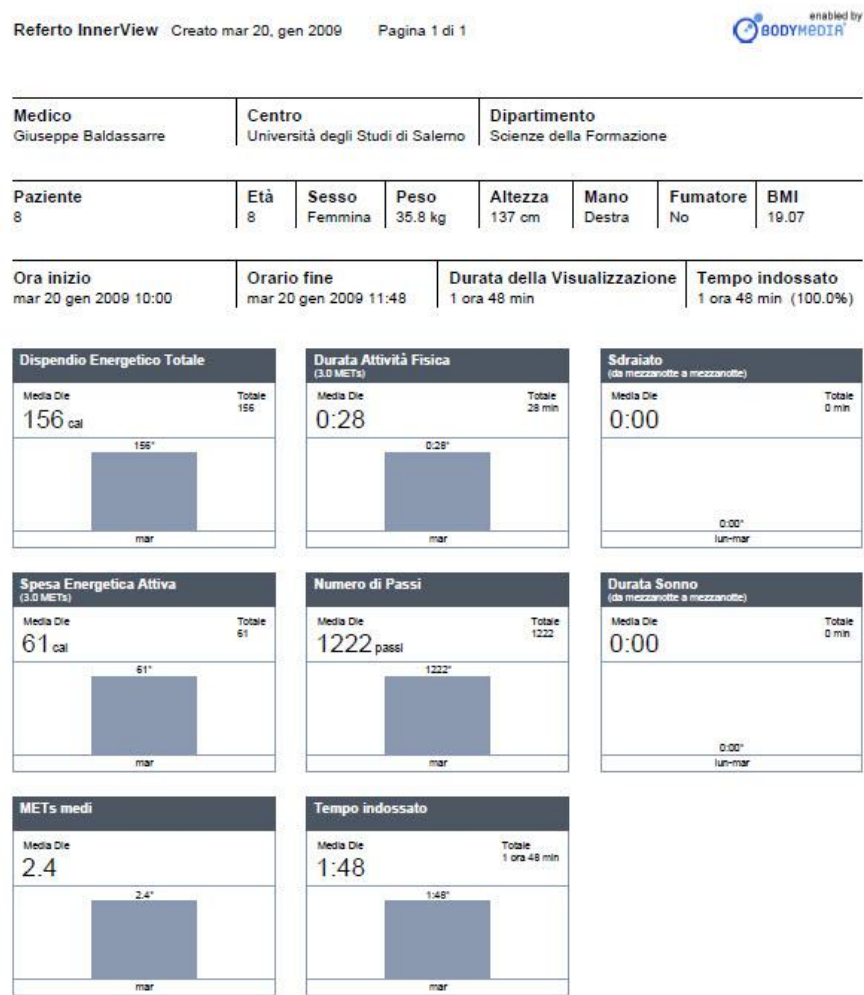 Referto InnerView Creato mar 20, gen 2009 Pagina 1 di 1
enabled by
BODYMEDIA
Medico Centro Dipartimento
Giuseppe Baldassarre Università degli Studi di Salerno Scienze della Formazione
Paziente Età Sesso Peso Altezza Mano Fumatore BMI
8 8 Femmina 35.8 kg 137 cm Destra No 19.07
Ora inizio Orario fine Durata della Visualizzazione Tempo indossato
mar 20 gen 2009 10:00 mar 20 gen 2009 11:48 1 ora 48 min 1 ora 48 min (100.0%)
Dispendio Energetico Totale
Media Die Totale
156 cal 156
156*
mar
Durata Attività Fisica
(3.0 METs)
Media Die Totale
0:28 28 min
0:28*
mar
Sdraiato
(da mezzanotte a mezzanotte)
Media Die Totale
0:00 0 min
0:00*
lun-mar
Spesa Energetica Attiva
(3.0 METs)
Media Die Totale
61 cal 61
61*
mar
Numero di Passi
Media Die Totale
1222 passi 1222
1222*
mar
Durata Sonno
(da mezzanotte a mezzanotte)
Media Die Totale
0:00 0 min
0:00*
lun-mar
METs medi
Media Die
2.4
2.4*
mar
Tempo indossato
Media Die Totale
1:48 1 ora 48 min
1:48*
mar